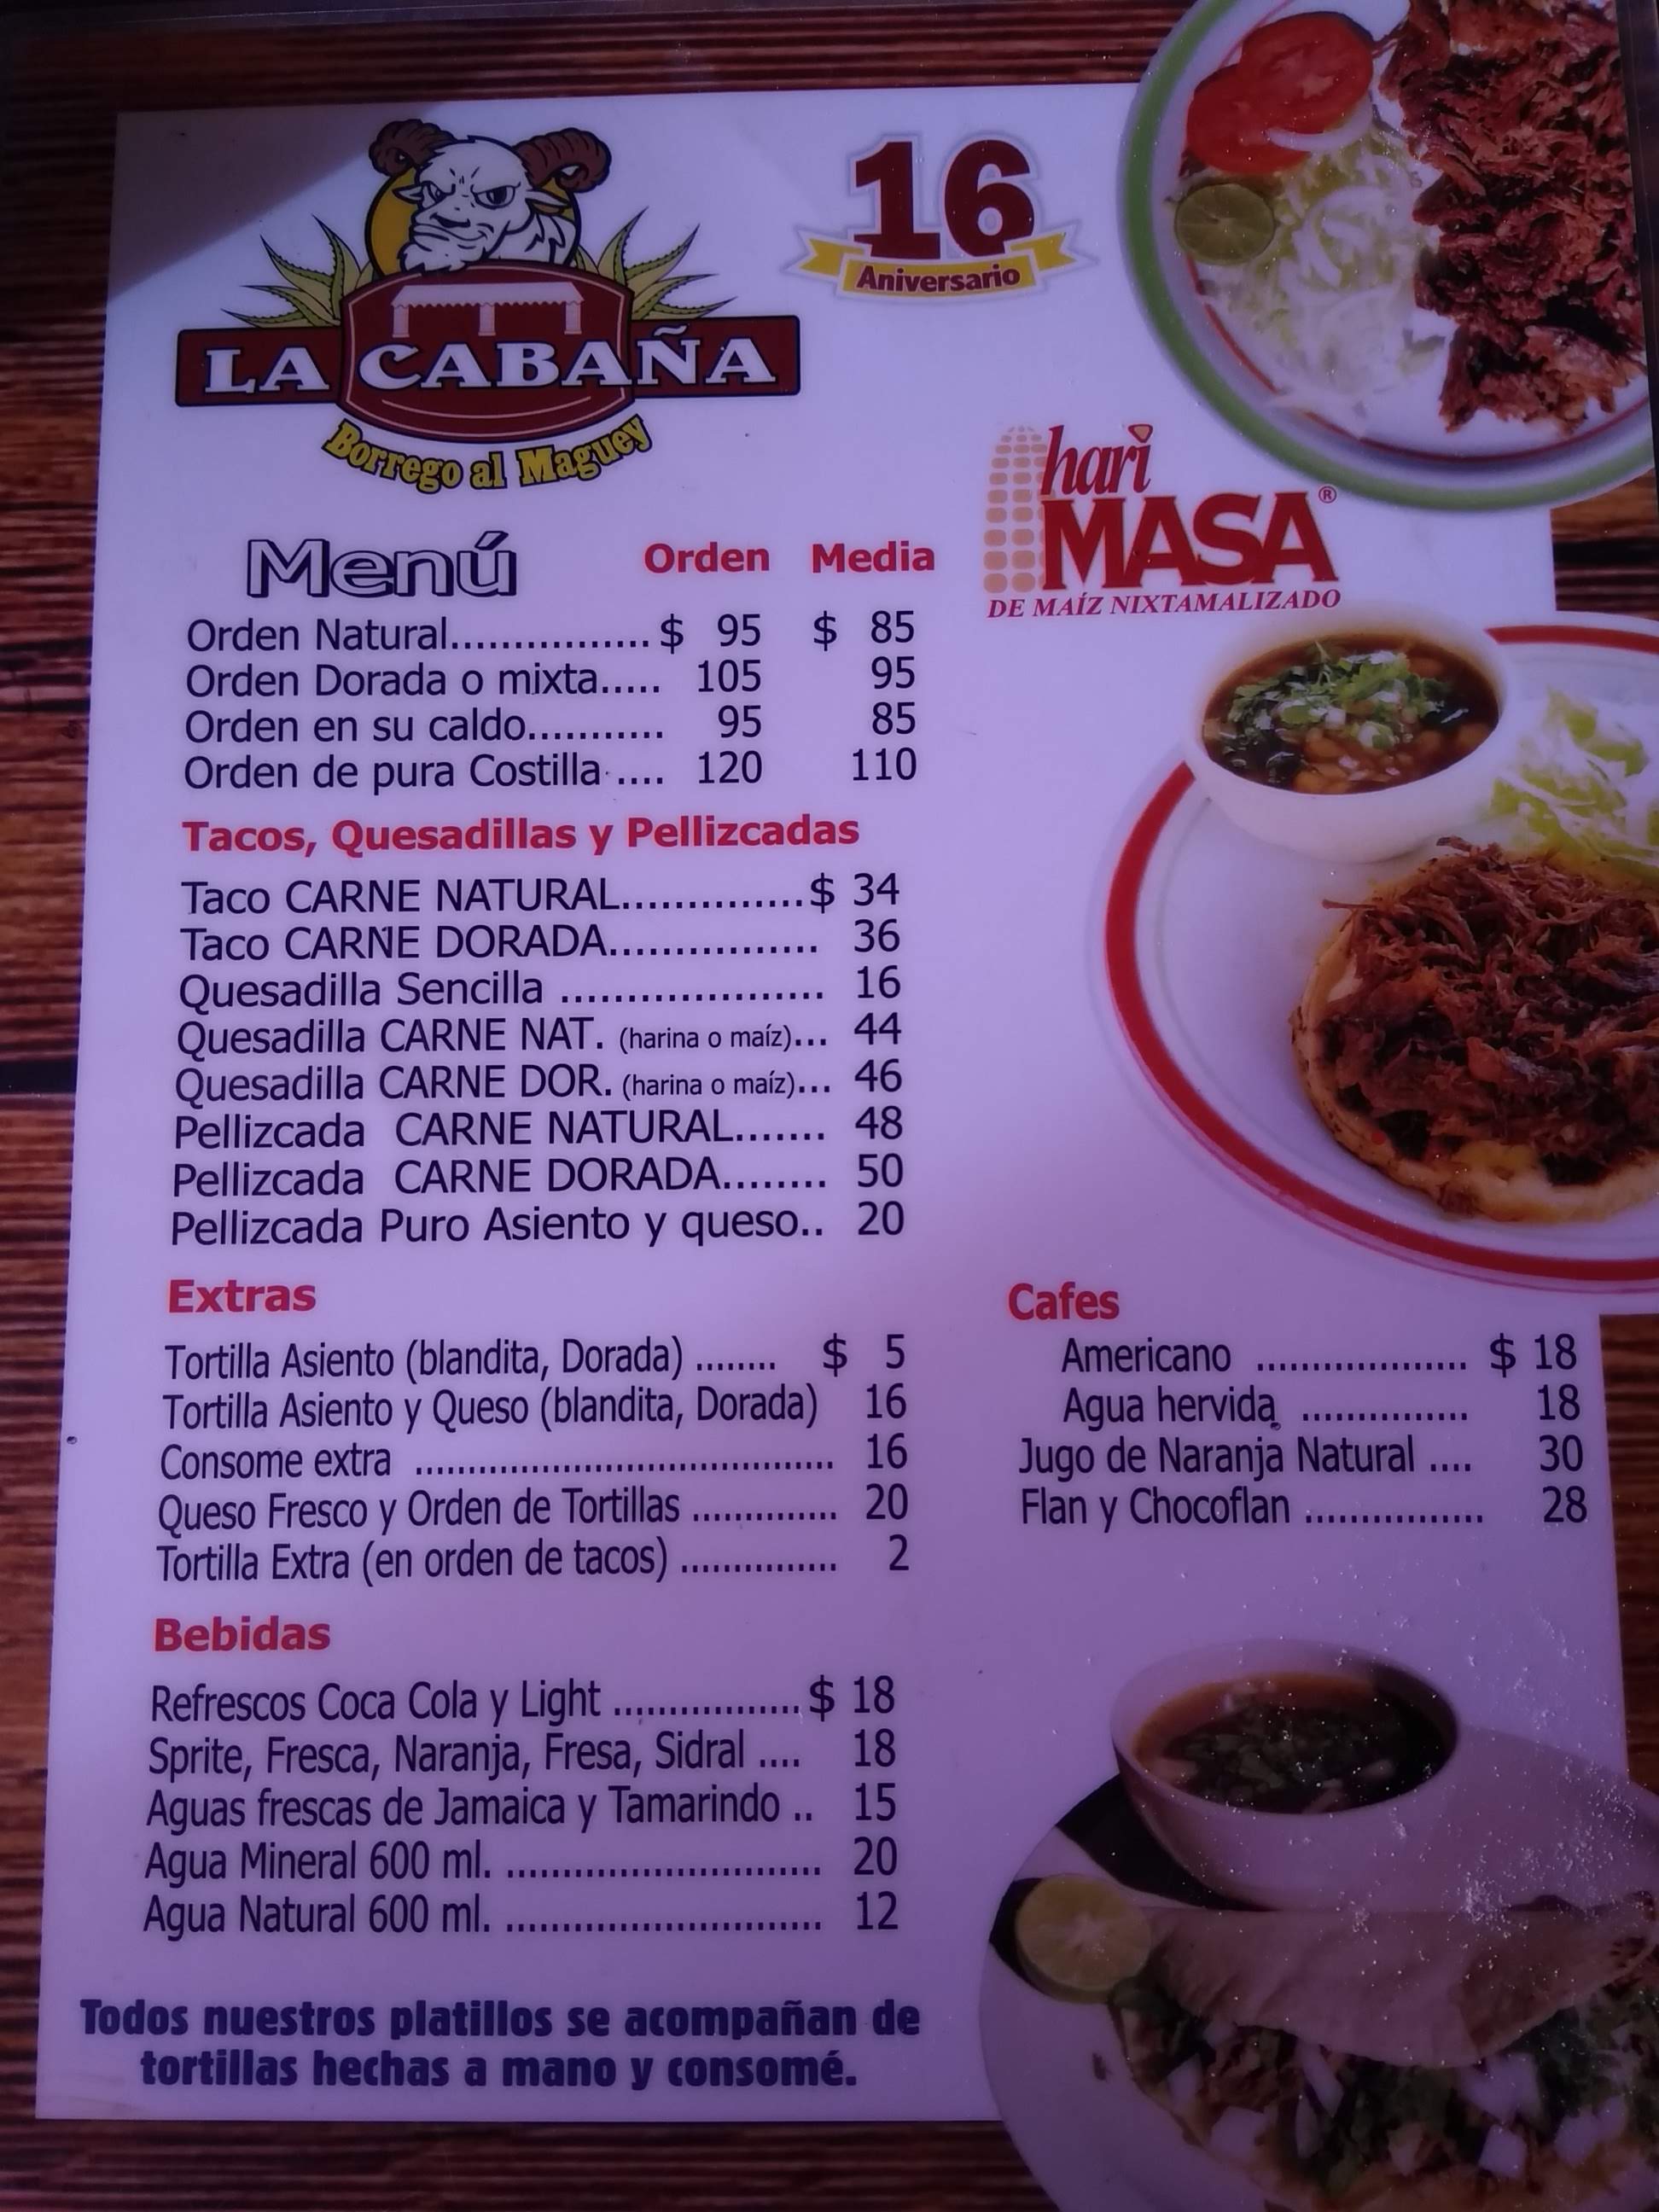 16
Aniversario
LA CABAÑA
Borrego al Maguey
hari
MASA®
DE MAÍZ NIXTAMALIZADO
Menú Orden Media
Orden Natural................ $ 95 $ 85
Orden Dorada o mixta..... 105 95
Orden en su caldo........... 95 85
Orden de pura Costilla .... 120 110
Tacos, Quesadillas y Pellizcadas
Taco CARNE NATURAL..............$ 34
Taco CARNE DORADA................ 36
Quesadilla Sencilla .................... 16
Quesadilla CARNE NAT. (harina o maíz)... 44
Quesadilla CARNE DOR. (harina o maíz)... 46
Pellizcada CARNE NATURAL....... 48
Pellizcada CARNE DORADA........ 50
Pellizcada Puro Asiento y queso.. 20
Extras
Tortilla Asiento (blandita, Dorada) ........ $ 5
Tortilla Asiento y Queso (blandita, Dorada) 16
Consome extra ........................................ 16
Queso Fresco y Orden de Tortillas .............. 20
Tortilla Extra (en orden de tacos) ............... 2
Cafes
Americano .................... $ 18
Agua hervida ................ 18
Jugo de Naranja Natural .... 30
Flan y Chocoflan ................. 28
Bebidas
Refrescos Coca Cola y Light .................$ 18
Sprite, Fresca, Naranja, Fresa, Sidral .... 18
Aguas frescas de Jamaica y Tamarindo .. 15
Agua Mineral 600 ml. ............................ 20
Agua Natural 600 ml. ............................ 12
Todos nuestros platillos se acompañan de
tortillas hechas a mano y consomé.